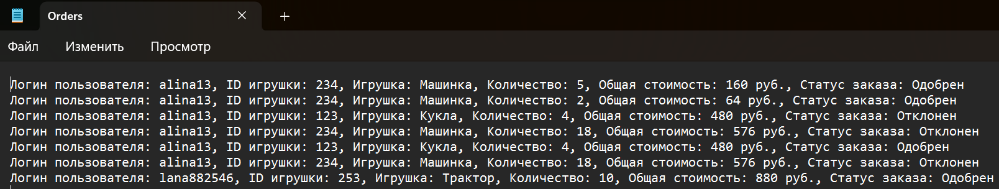 Orders
Файл Изменить Просмотр
Логин пользователя: alina13, ID игрушки: 234, Игрушка: Машинка, Количество: 5, Общая стоимость: 160 руб., Статус заказа: Одобрен
Логин пользователя: alina13, ID игрушки: 234, Игрушка: Машинка, Количество: 2, Общая стоимость: 64 руб., Статус заказа: Одобрен
Логин пользователя: alina13, ID игрушки: 123, Игрушка: Кукла, Количество: 4, Общая стоимость: 480 руб., Статус заказа: Отклонен
Логин пользователя: alina13, ID игрушки: 234, Игрушка: Машинка, Количество: 18, Общая стоимость: 576 руб., Статус заказа: Отклонен
Логин пользователя: alina13, ID игрушки: 123, Игрушка: Кукла, Количество: 4, Общая стоимость: 480 руб., Статус заказа: Одобрен
Логин пользователя: alina13, ID игрушки: 234, Игрушка: Машинка, Количество: 18, Общая стоимость: 576 руб., Статус заказа: Отклонен
Логин пользователя: lana882546, ID игрушки: 253, Игрушка: Трактор, Количество: 10, Общая стоимость: 880 руб., Статус заказа: Одобрен